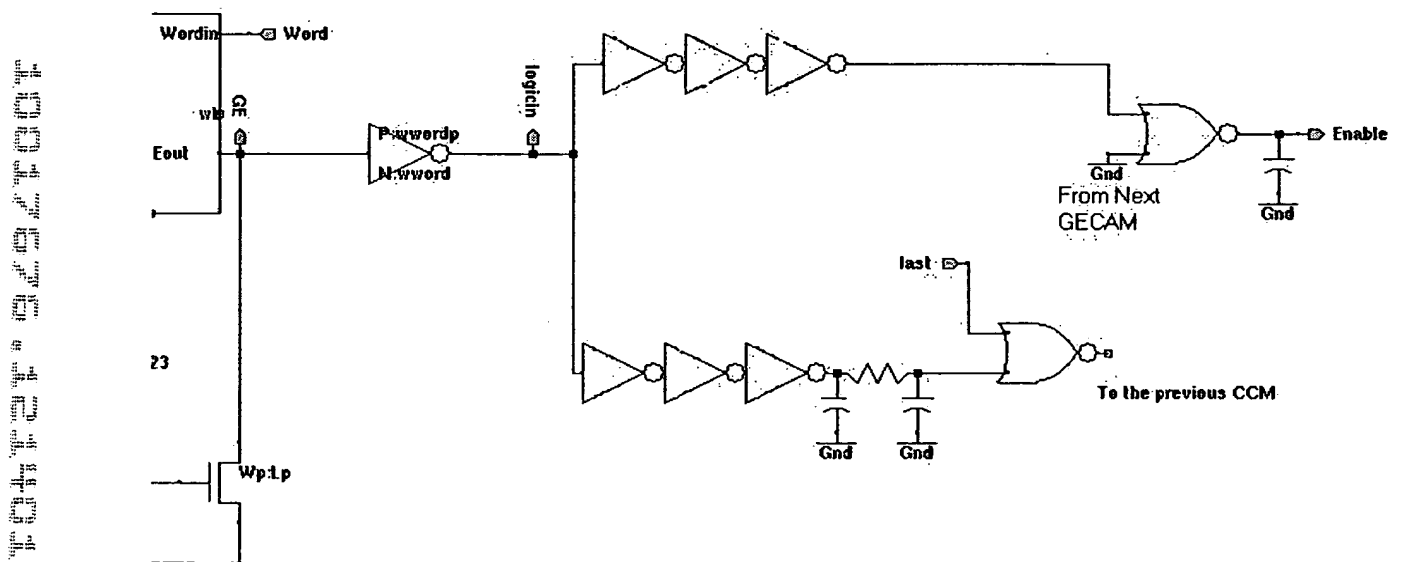 Wordin
Word
wls
GE
Eout
P:wwordp
N:wword
logicin
Gnd
From Next
GECAM
Enable
Gnd
last
23
Gnd
Gnd
To the previous CCM
Wp:Lp